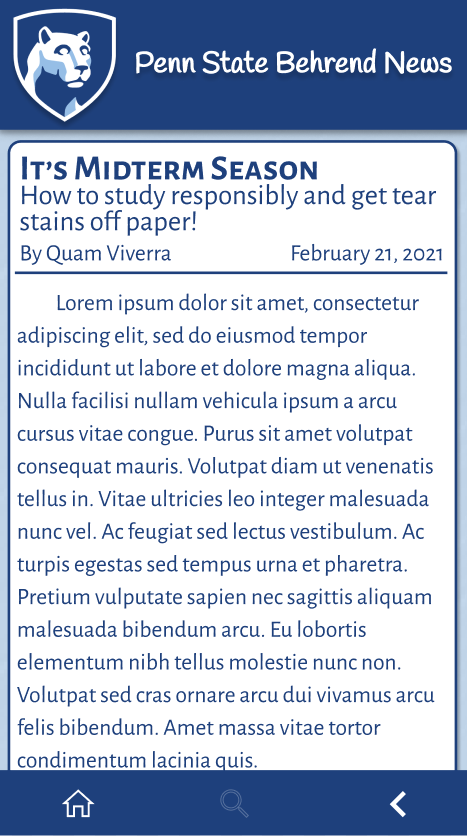 Penn State Behrend News
It's Midterm Season
How to study responsibly and get tear
stains off paper!
By Quam Viverra February 21, 2021
Lorem ipsum dolor sit amet, consectetur
adipiscing elit, sed do eiusmod tempor
incididunt ut labore et dolore magna aliqua.
Nulla facilisi nullam vehicula ipsum a arcu
cursus vitae congue. Purus sit amet volutpat
consequat mauris. Volutpat diam ut venenatis
tellus in. Vitae ultricies leo integer malesuada
nunc vel. Ac feugiat sed lectus vestibulum. Ac
turpis egestas sed tempus urna et pharetra.
Pretium vulputate sapien nec sagittis aliquam
malesuada bibendum arcu. Eu lobortis
elementum nibh tellus molestie nunc non.
Volutpat sed cras ornare arcu dui vivamus arcu
felis bibendum. Amet massa vitae tortor
condimentum lacinia quis.